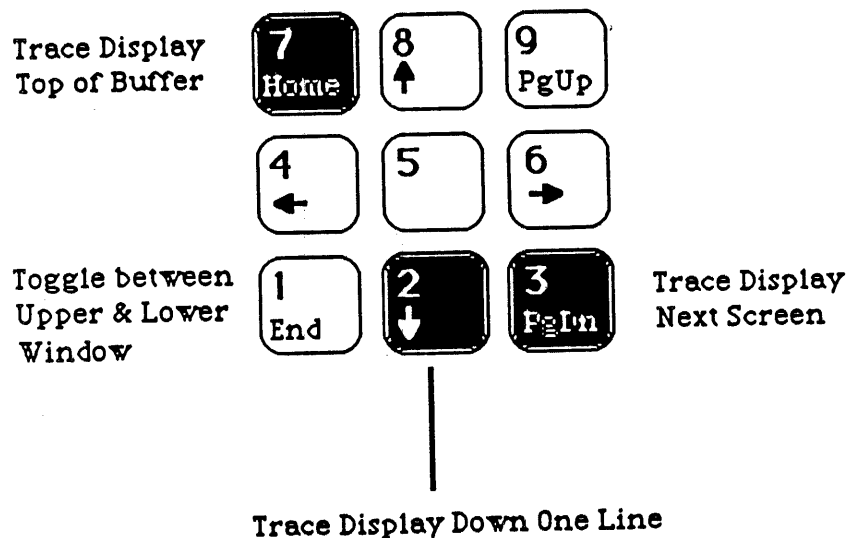 Trace Display
Top of Buffer
7
Home
8
9
PgUp
4
5
6
Toggle between
Upper & Lower
Window
1
End
2
3
PgDn
Trace Display
Next Screen
Trace Display Down One Line